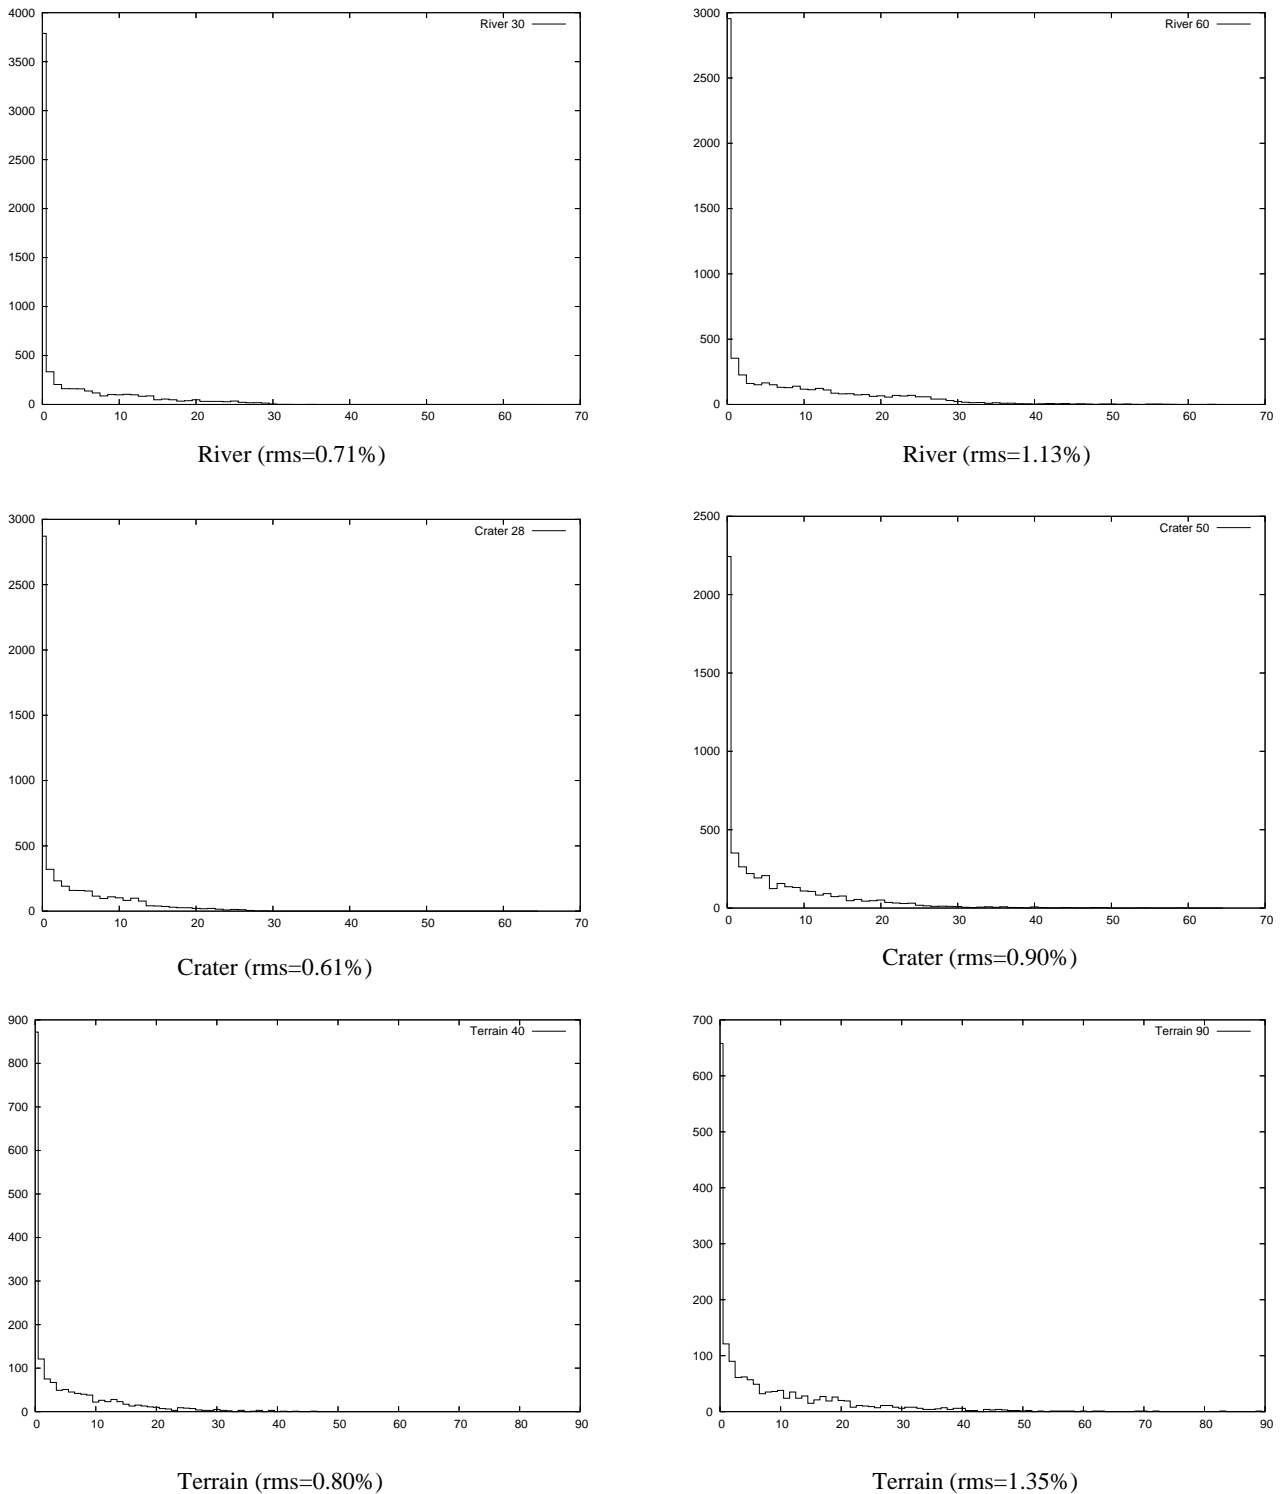 4000
3500
3000
2500
2000
1500
1000
500
0
0 10 20 30 40 50 60 70
River 30
River (rms=0.71%)
3000
2500
2000
1500
1000
500
0
0 10 20 30 40 50 60 70
River 60
River (rms=1.13%)
3000
2500
2000
1500
1000
500
0
0 10 20 30 40 50 60 70
Crater 28
Crater (rms=0.61%)
2500
2000
1500
1000
500
0
0 10 20 30 40 50 60 70
Crater 50
Crater (rms=0.90%)
900
800
700
600
500
400
300
200
100
0
0 10 20 30 40 50 60 70 80 90
Terrain 40
Terrain (rms=0.80%)
700
600
500
400
300
200
100
0
0 10 20 30 40 50 60 70 80 90
Terrain 90
Terrain (rms=1.35%)